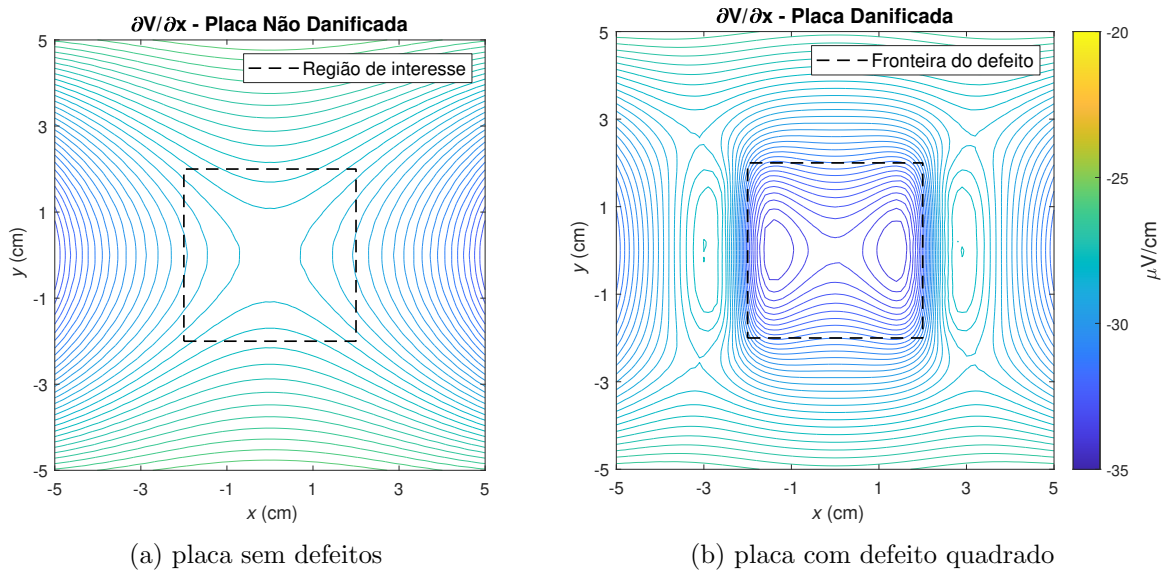 ∂V/∂x - Placa Não Danificada
Região de interesse
5
3
1
-1
-3
-5
y (cm)
-5 -3 -1 1 3 5
x (cm)
(a) placa sem defeitos
∂V/∂x - Placa Danificada
Fronteira do defeito
5
3
1
-1
-3
-5
y (cm)
-5 -3 -1 1 3 5
x (cm)
-20
-25
-30
-35
μV/cm
(b) placa com defeito quadrado